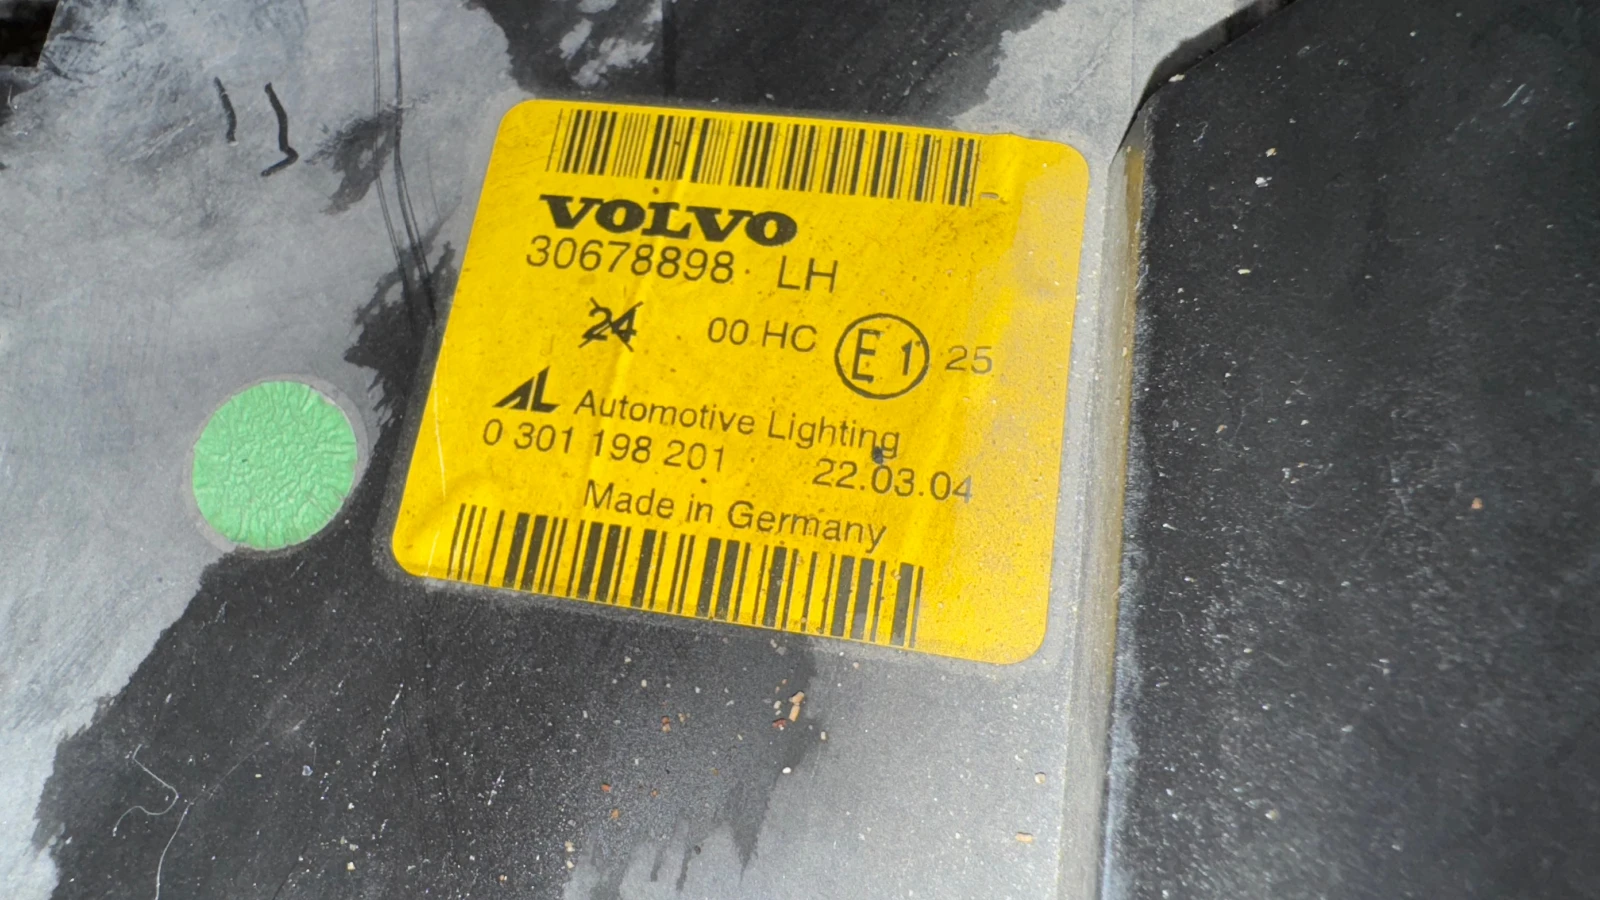 VOLVO
30678898 LH
24 00 HC E1 25
AL Automotive Lighting
0 301 198 201 22.03.04
Made in Germany